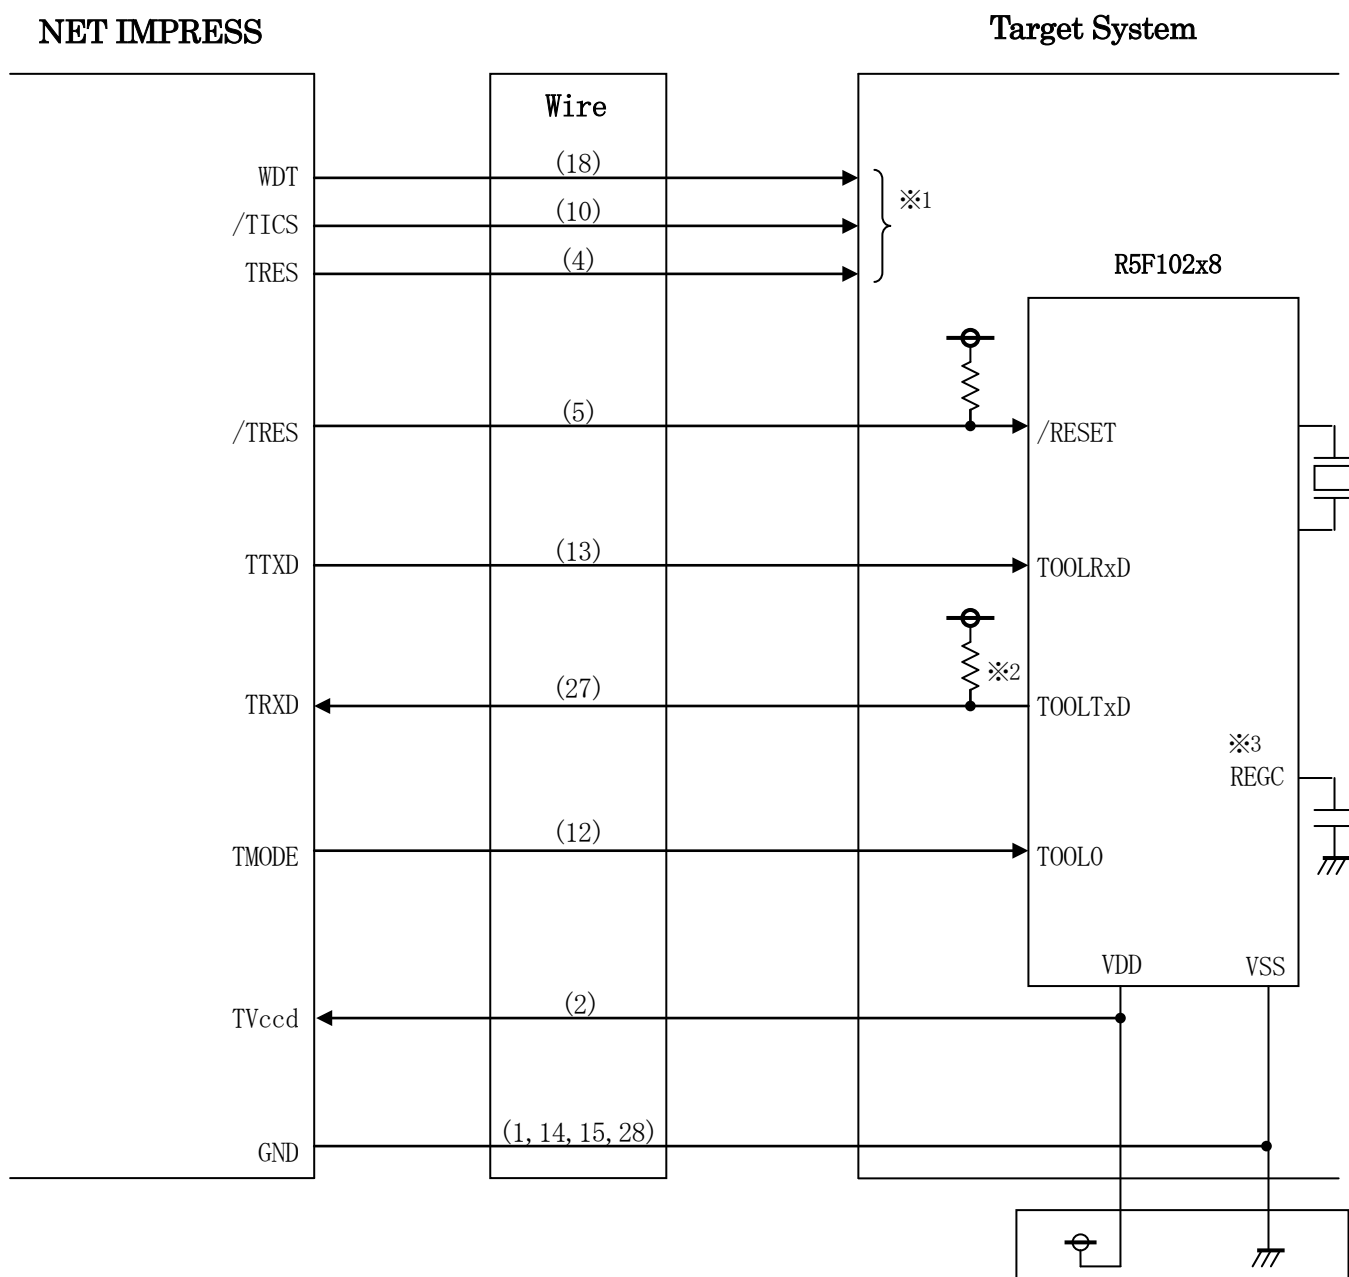 NET IMPRESS
Target System
Wire
WDT
(18)
※1
/TICS
(10)
TRES
(4)
R5F102x8
/TRES
(5)
/RESET
TTXD
(13)
TOOLRxD
※2
TRXD
(27)
TOOLTxD
※3
REGC
TMODE
(12)
TOOL0
VDD
VSS
TVccd
(2)
GND
(1,14,15,28)